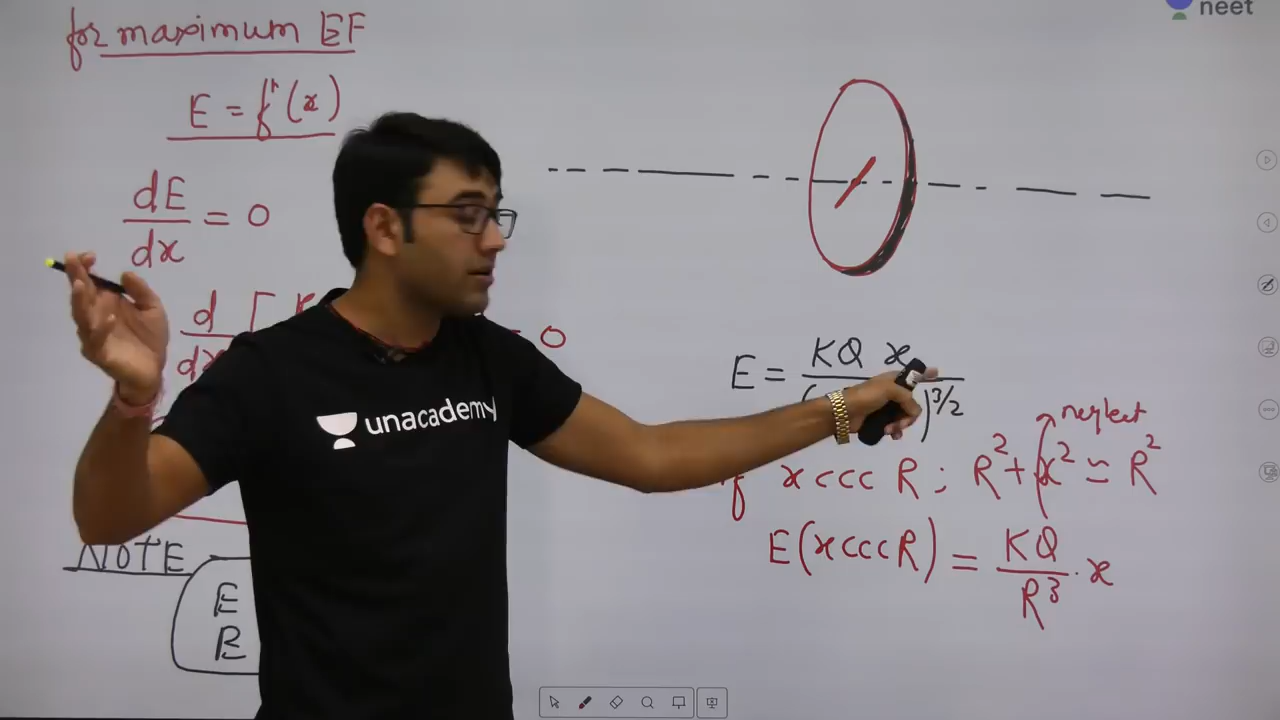 for maximum EF
E = fⁿ(x)
dE/dx = 0
d/dx [ = 0
NOTE
E
R
unacademy
neet
E = KQ x / ( )^3/2
x <<< R ; R² + x² ≃ R²
neglect
E(x <<< R) = KQ/R³ · x